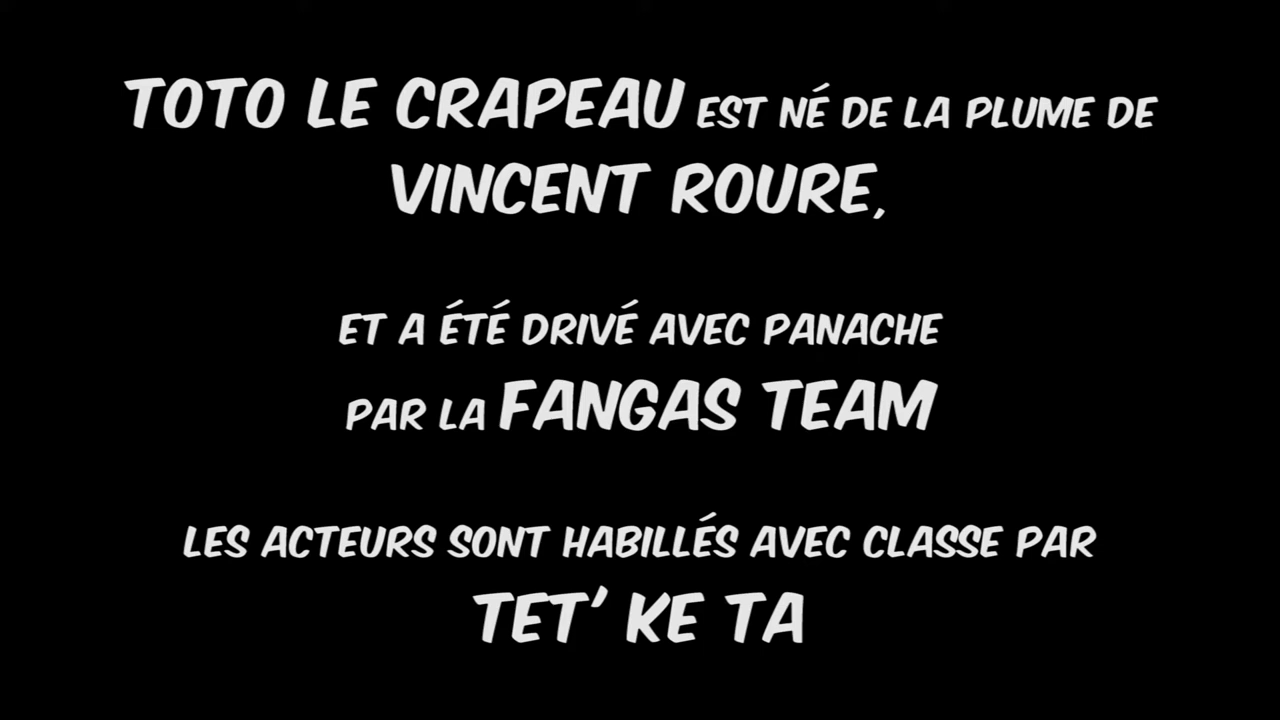 TOTO LE CRAPEAU EST NÉ DE LA PLUME DE
VINCENT ROURE,
ET A ÉTÉ DRIVÉ AVEC PANACHE
PAR LA FANGAS TEAM
LES ACTEURS SONT HABILLÉS AVEC CLASSE PAR
TET' KE TA